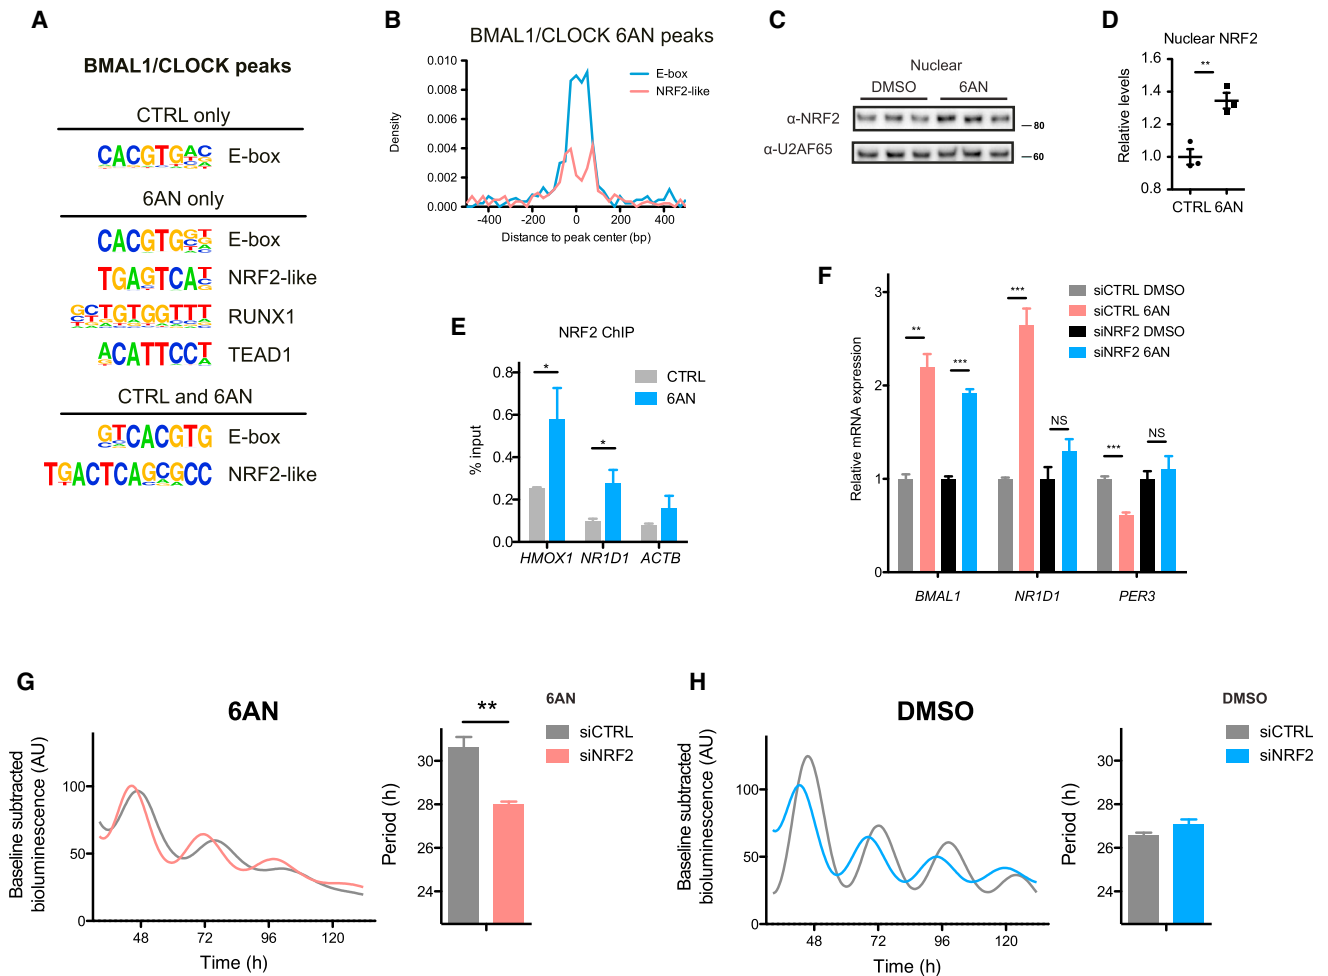 A
BMAL1/CLOCK peaks
CTRL only
CACGTG E-box
6AN only
CACGTG E-box
TGAGTCA NRF2-like
GCTGTGGTTT RUNX1
ACATTCCT TEAD1
CTRL and 6AN
GTCACGTG E-box
TGACTCAGCGCC NRF2-like
B
BMAL1/CLOCK 6AN peaks
E-box
NRF2-like
Density
0.010
0.008
0.006
0.004
0.002
0.000
-400 -200 0 200 400
Distance to peak center (bp)
C
Nuclear
DMSO 6AN
α-NRF2
80
α-U2AF65
60
D
Nuclear NRF2
**
Relative levels
1.6
1.4
1.2
1.0
0.8
CTRL 6AN
E
NRF2 ChIP
CTRL
6AN
% input
0.8
0.6
0.4
0.2
0.0
*
*
HMOX1 NR1D1 ACTB
F
siCTRL DMSO
siCTRL 6AN
siNRF2 DMSO
siNRF2 6AN
Relative mRNA expression
3
2
1
0
** *** *** NS *** NS
BMAL1 NR1D1 PER3
G
6AN
Baseline subtracted
bioluminescence (AU)
100
50
0
48 72 96 120
Time (h)
6AN
siCTRL
siNRF2
**
Period (h)
30
28
26
24
H
DMSO
Baseline subtracted
bioluminescence (AU)
100
50
0
48 72 96 120
Time (h)
DMSO
siCTRL
siNRF2
Period (h)
30
28
26
24